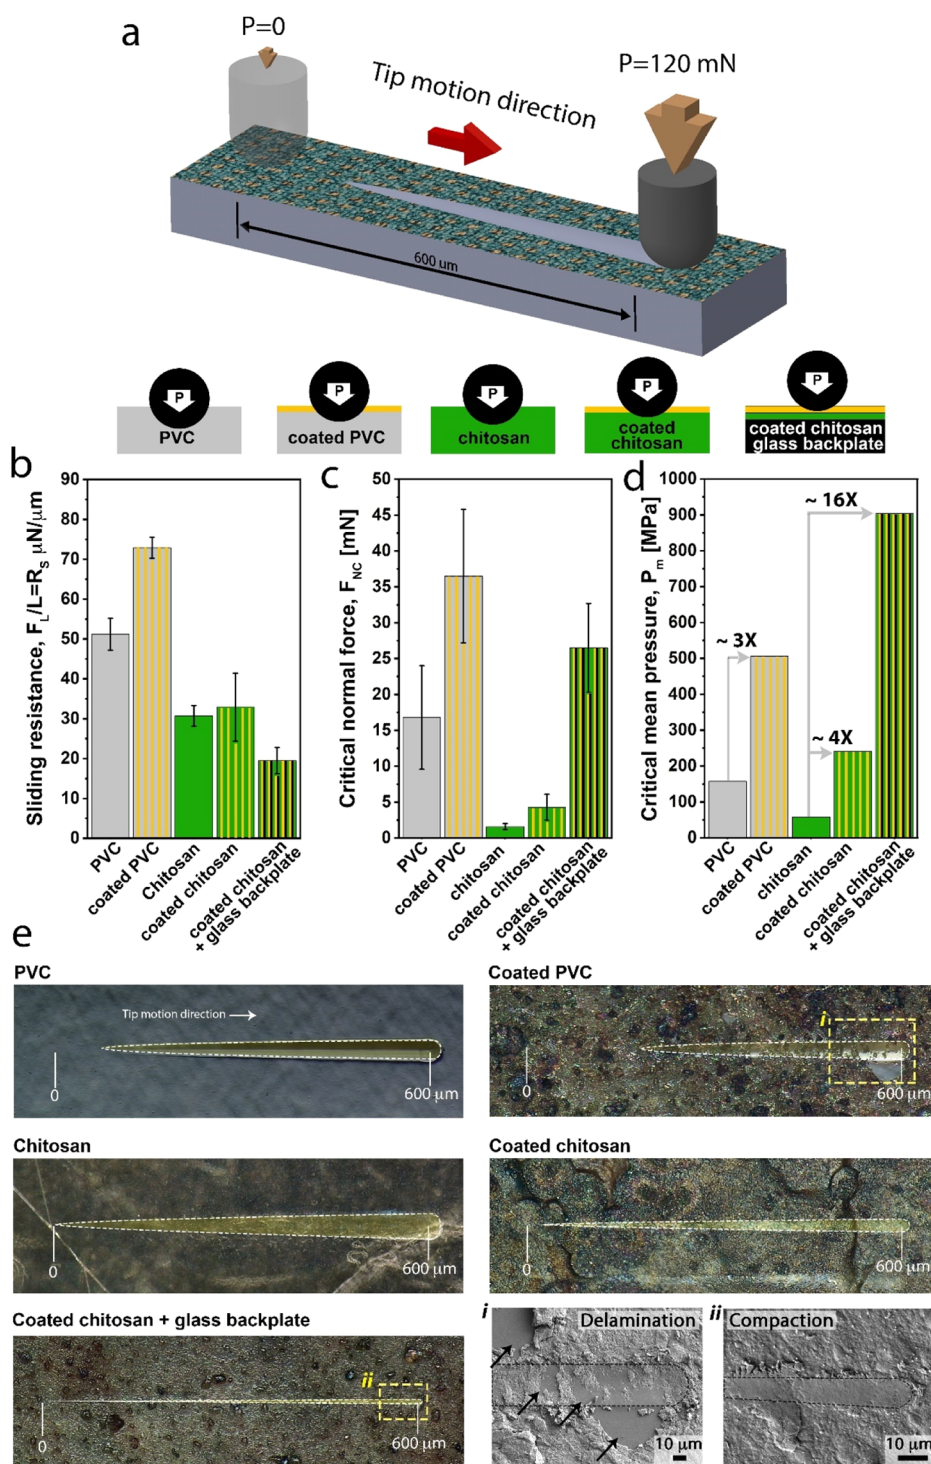 a
P=0
P=120 mN
Tip motion direction
600 um
P
P
P
P
P
PVC
coated PVC
chitosan
coated
chitosan
coated chitosan
glass backplate
b
Sliding resistance, F_L/L=R_S μN/μm
90
80
70
60
50
40
30
20
10
0
PVC
coated PVC
Chitosan
coated chitosan
coated chitosan
+ glass backplate
c
Critical normal force, F_NC [mN]
50
45
40
35
30
25
20
15
10
5
0
PVC
coated PVC
chitosan
coated chitosan
coated chitosan
+ glass backplate
d
Critical mean pressure, P_m [MPa]
1000
900
800
700
600
500
400
300
200
100
0
~ 16X
~ 3X
~ 4X
PVC
coated PVC
chitosan
coated chitosan
coated chitosan
+ glass backplate
e
PVC
Tip motion direction
0
600 μm
Coated PVC
i
0
600 μm
Chitosan
0
600 μm
Coated chitosan
0
600 μm
Coated chitosan + glass backplate
ii
0
600 μm
i
Delamination
10 μm
ii
Compaction
10 μm